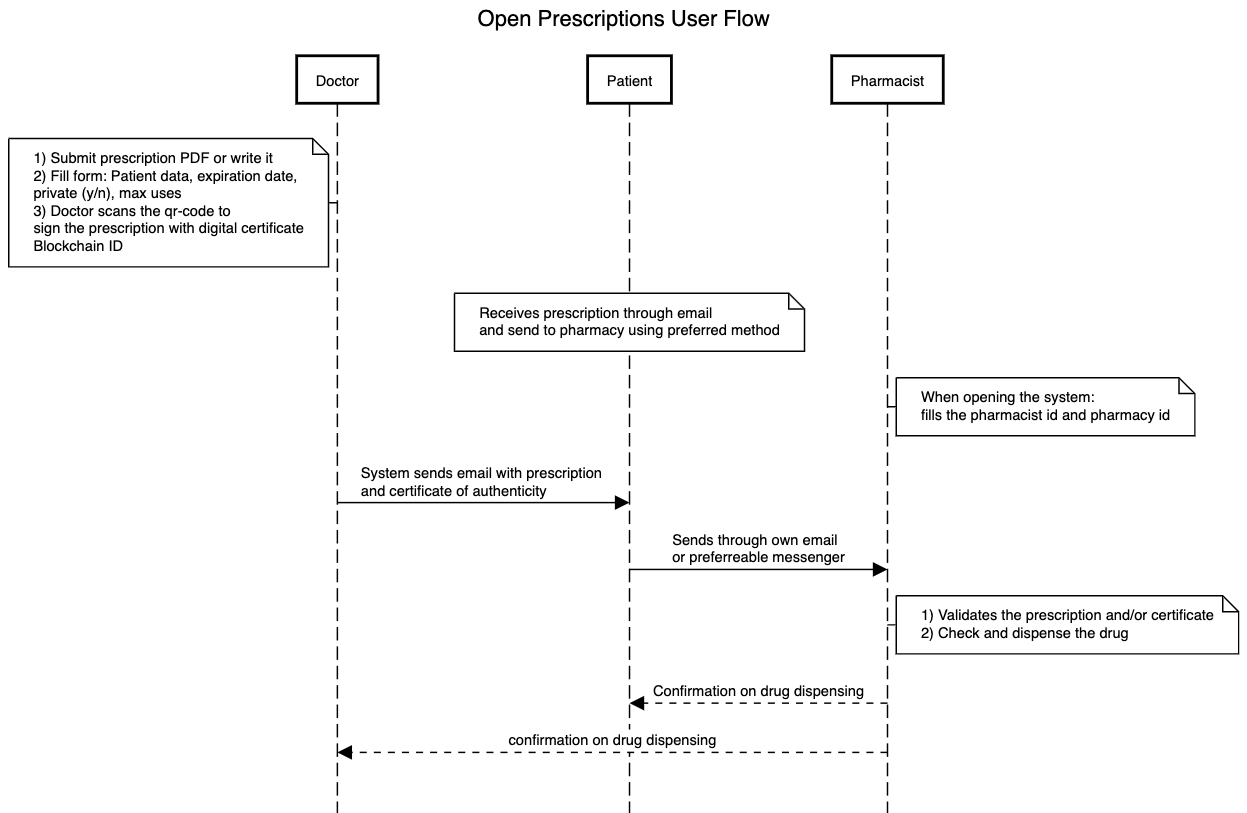 Open Prescriptions User Flow
Doctor
Patient
Pharmacist
1) Submit prescription PDF or write it
2) Fill form: Patient data, expiration date,
private (y/n), max uses
3) Doctor scans the qr-code to
sign the prescription with digital certificate
Blockchain ID
Receives prescription through email
and send to pharmacy using preferred method
When opening the system:
fills the pharmacist id and pharmacy id
System sends email with prescription
and certificate of authenticity
Sends through own email
or preferreable messenger
1) Validates the prescription and/or certificate
2) Check and dispense the drug
Confirmation on drug dispensing
confirmation on drug dispensing